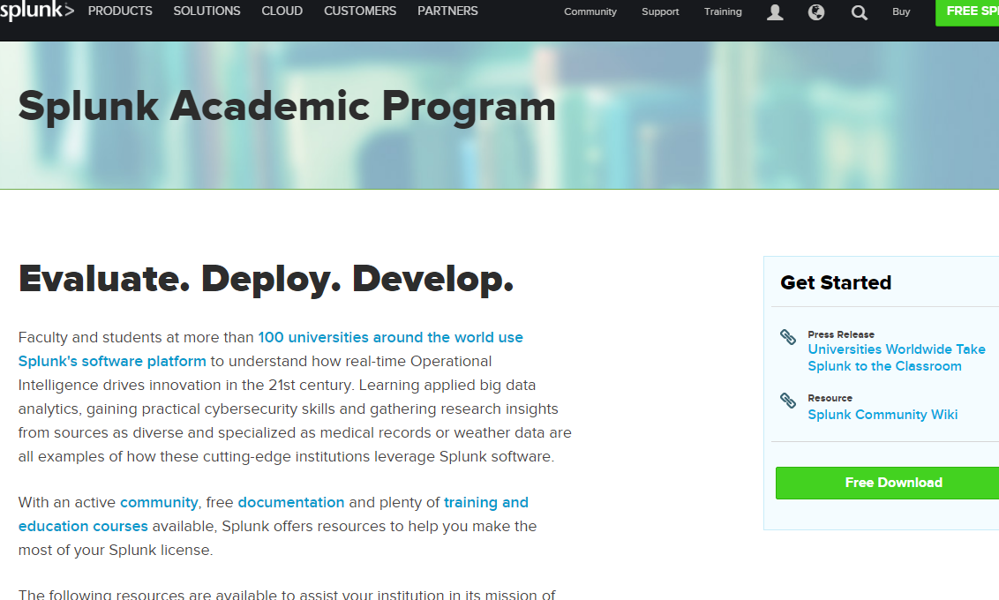 splunk> PRODUCTS SOLUTIONS CLOUD CUSTOMERS PARTNERS Community Support Training Buy FREE SPL
Splunk Academic Program
Evaluate. Deploy. Develop.
Faculty and students at more than 100 universities around the world use
Splunk's software platform to understand how real-time Operational
Intelligence drives innovation in the 21st century. Learning applied big data
analytics, gaining practical cybersecurity skills and gathering research insights
from sources as diverse and specialized as medical records or weather data are
all examples of how these cutting-edge institutions leverage Splunk software.
With an active community, free documentation and plenty of training and
education courses available, Splunk offers resources to help you make the
most of your Splunk license.
The following resources are available to assist your institution in its mission of
Get Started
Press Release
Universities Worldwide Take
Splunk to the Classroom
Resource
Splunk Community Wiki
Free Download